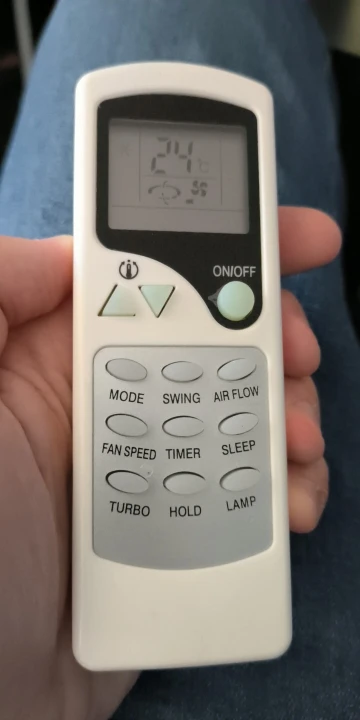 24°C
ON/OFF
MODE SWING AIR FLOW
FAN SPEED TIMER SLEEP
TURBO HOLD LAMP